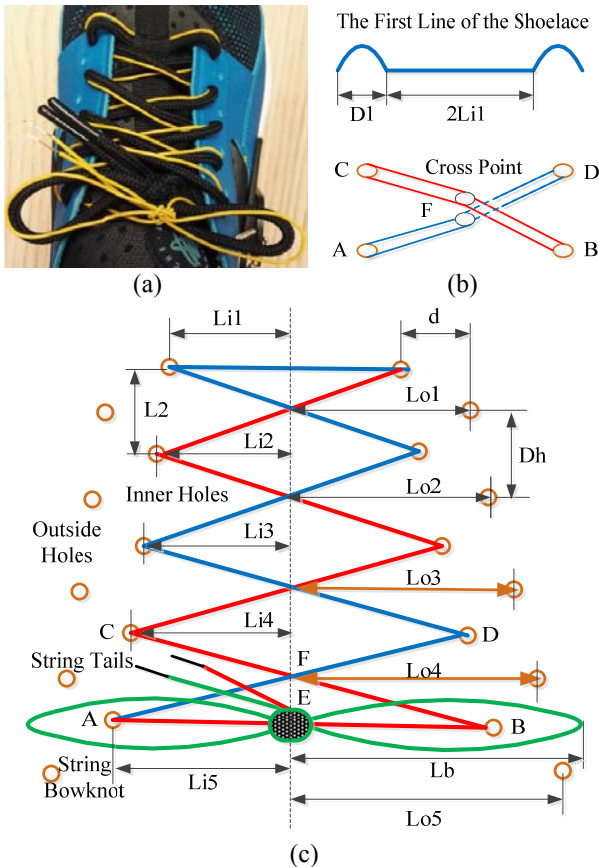 The First Line of the Shoelace
D1
2Li1
C
Cross Point
D
F
A
B
(a)
(b)
Li1
d
L2
Lo1
Li2
Dh
Inner Holes
Lo2
Outside
Holes
Li3
Lo3
C
Li4
D
String Tails
F
Lo4
E
A
B
String
Bowknot
Li5
Lb
Lo5
(c)